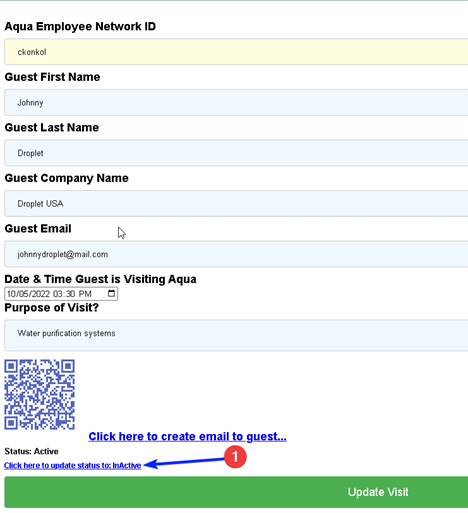 Aqua Employee Network ID
ckonkol
Guest First Name
Johnny
Guest Last Name
Droplet
Guest Company Name
Droplet USA
Guest Email
johnnydroplet@mail.com
Date & Time Guest is Visiting Aqua
10/05/2022 03:30 PM
Purpose of Visit?
Water purification systems
Click here to create email to guest...
Status: Active
Click here to update status to: InActive
1
Update Visit